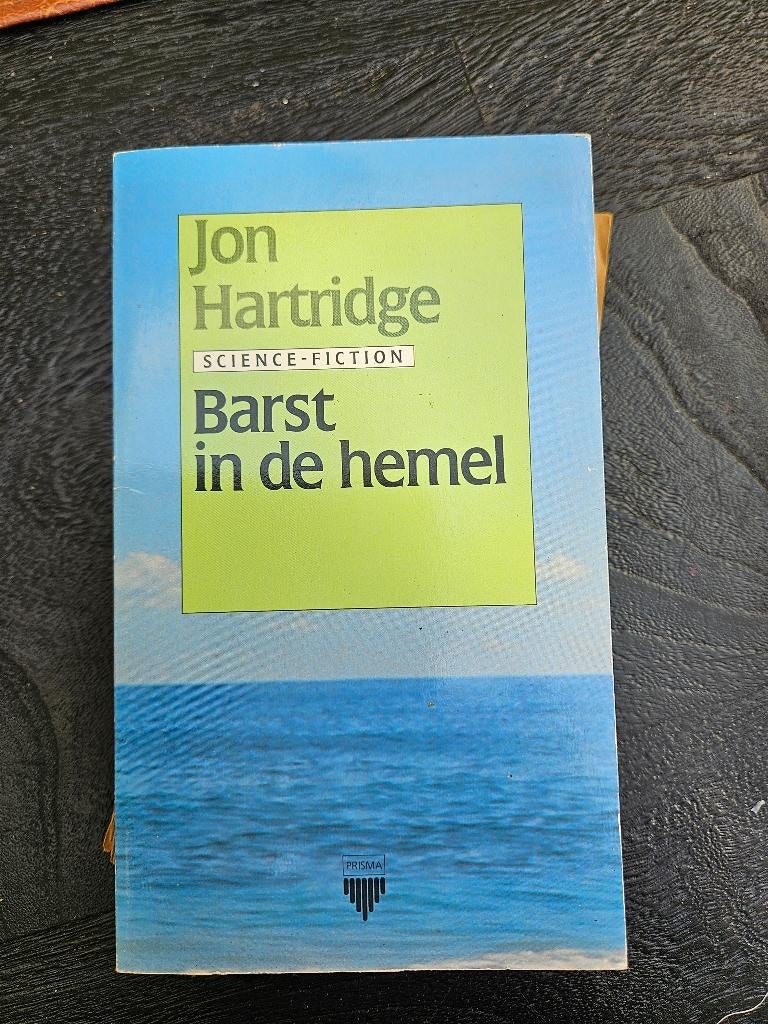 Jon
Hartridge
SCIENCE-FICTION
Barst
in de hemel
PRISMA